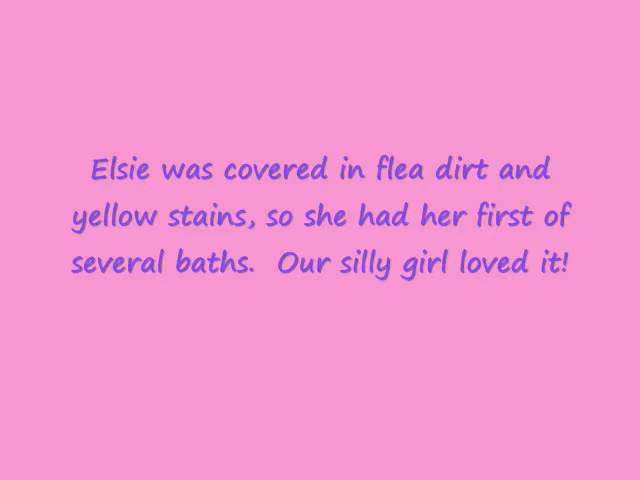 Elsie was covered in flea dirt and
yellow stains, so she had her first of
several baths.  Our silly girl loved it!